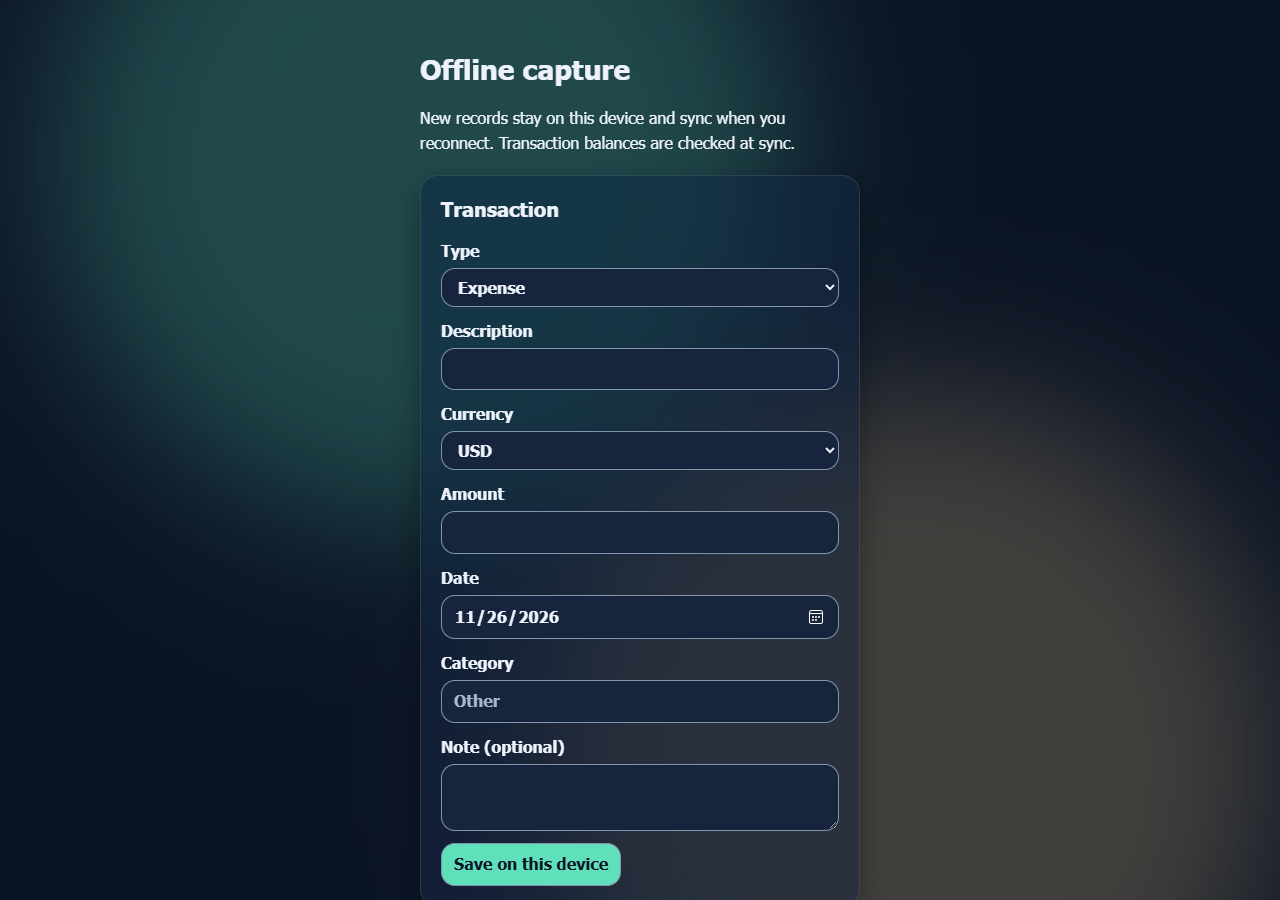 Offline capture
New records stay on this device and sync when you
reconnect. Transaction balances are checked at sync.
Transaction
Type
Expense
Description
Currency
USD
Amount
Date
11/26/2026
Category
Other
Note (optional)
Save on this device